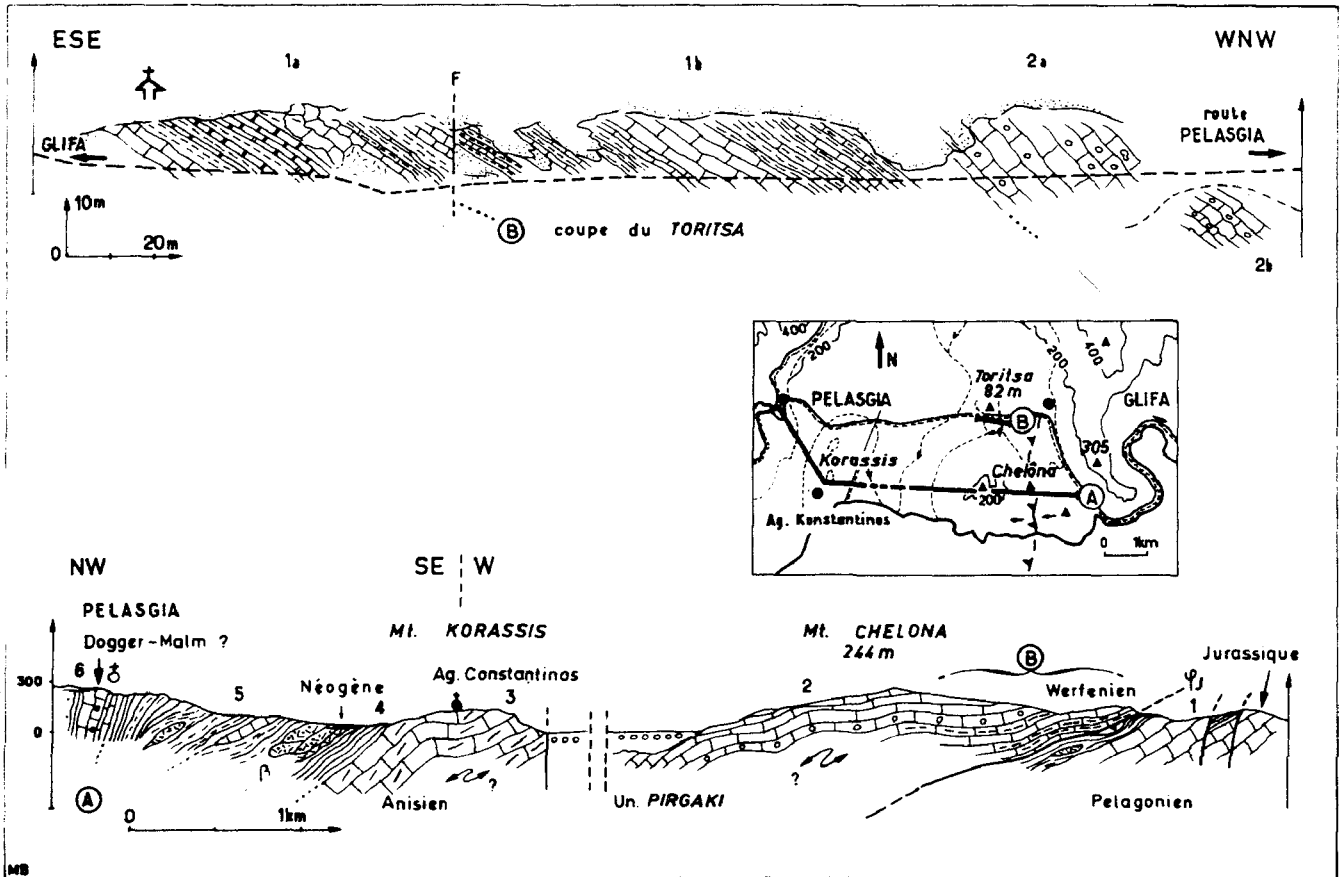 ESE
WNW
1a
F
1b
2a
GLIFA
route
PELASGIA
10m
0
20m
B coupe du TORITSA
2b
400
200
N
Toritsa
82 m
200
400
PELASGIA
B
GLIFA
Korassis
Chelona
305
200
A
Ag. Konstantinos
0 1km
NW
SE W
PELASGIA
Dogger-Malm ?
Mt. KORASSIS
Mt. CHELONA
244 m
B
Jurassique
6
5
Néogène
4
Ag. Constantinos
3
2
Werfenien
φ1
1
300
0
β
?
?
A
0
1km
Anisien
Un. PIRGAKI
Pelagonien
MB